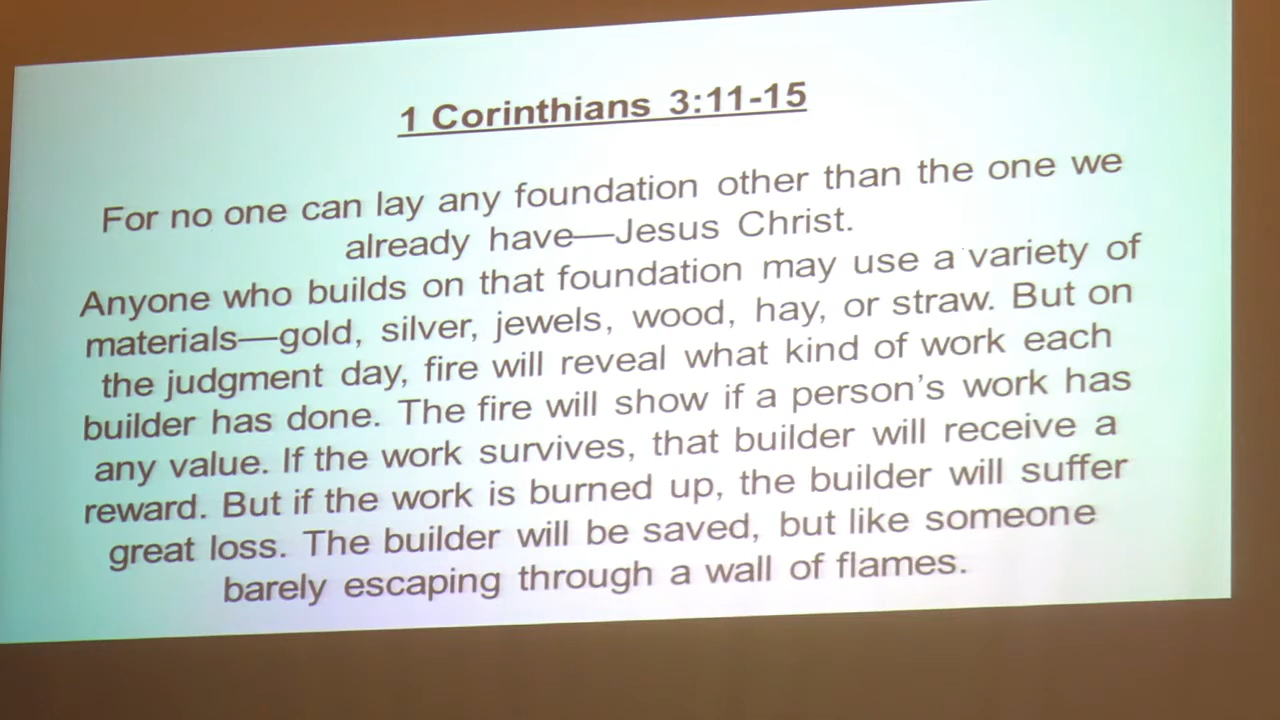 1 Corinthians 3:11-15
For no one can lay any foundation other than the one we
already have—Jesus Christ.
Anyone who builds on that foundation may use a variety of
materials—gold, silver, jewels, wood, hay, or straw. But on
the judgment day, fire will reveal what kind of work each
builder has done. The fire will show if a person’s work has
any value. If the work survives, that builder will receive a
reward. But if the work is burned up, the builder will suffer
great loss. The builder will be saved, but like someone
barely escaping through a wall of flames.